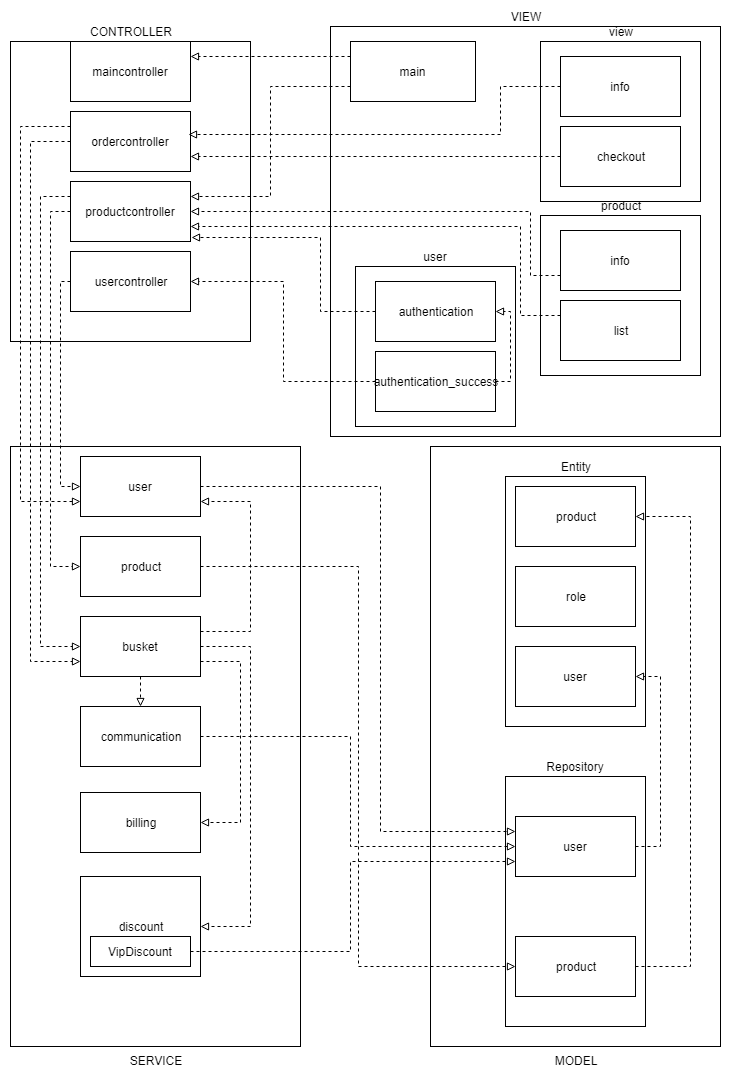 CONTROLLER
maincontroller
ordercontroller
productcontroller
usercontroller
VIEW
main
view
info
checkout
product
info
list
user
authentication
authentication_success
user
product
busket
communication
billing
discount
VipDiscount
SERVICE
Entity
product
role
user
Repository
user
product
MODEL